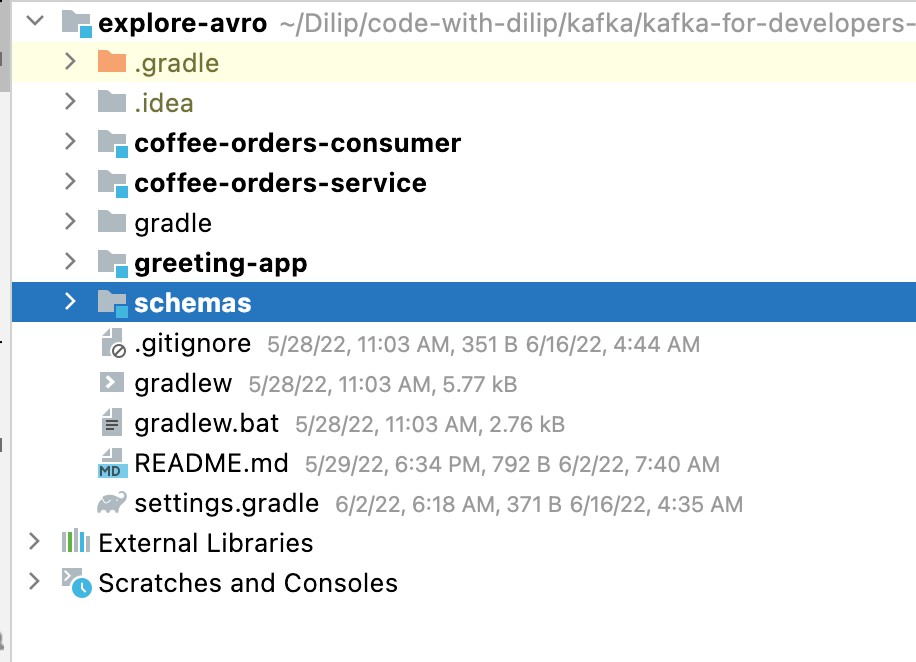 explore-avro ~/Dilip/code-with-dilip/kafka/kafka-for-developers-
.gradle
.idea
coffee-orders-consumer
coffee-orders-service
gradle
greeting-app
schemas
.gitignore 5/28/22, 11:03 AM, 351 B 6/16/22, 4:44 AM
gradlew 5/28/22, 11:03 AM, 5.77 kB
gradlew.bat 5/28/22, 11:03 AM, 2.76 kB
MD README.md 5/29/22, 6:34 PM, 792 B 6/2/22, 7:40 AM
settings.gradle 6/2/22, 6:18 AM, 371 B 6/16/22, 4:35 AM
External Libraries
Scratches and Consoles